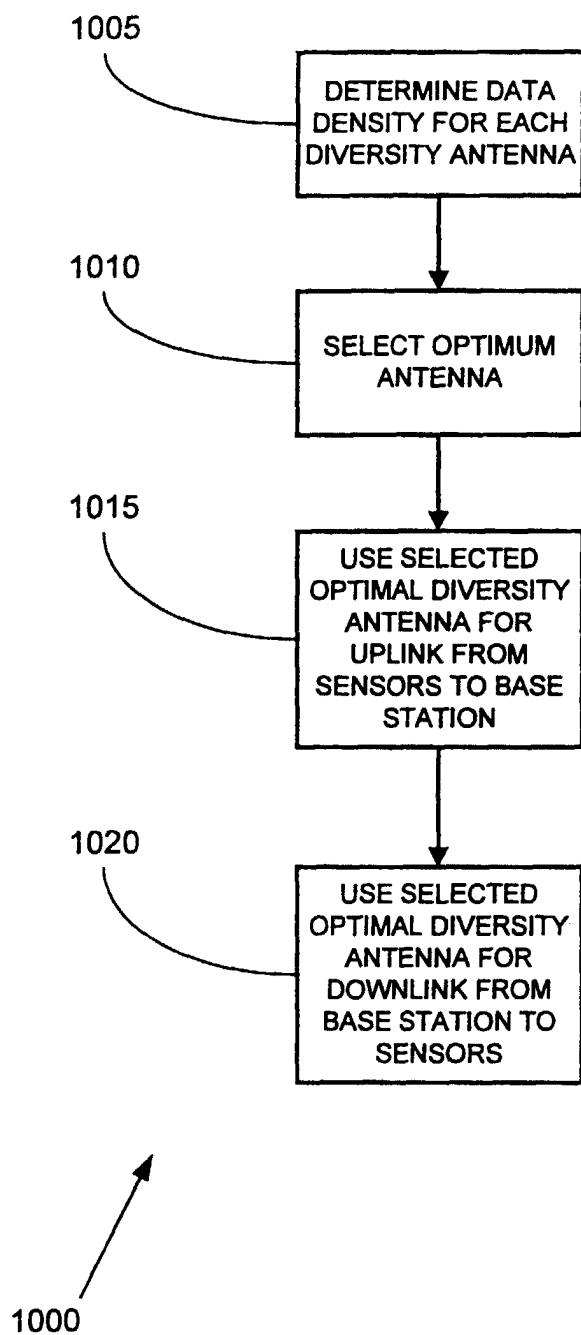 1005
DETERMINE DATA
DENSITY FOR EACH
DIVERSITY ANTENNA
1010
SELECT OPTIMUM
ANTENNA
1015
USE SELECTED
OPTIMAL DIVERSITY
ANTENNA FOR
UPLINK FROM
SENSORS TO BASE
STATION
1020
USE SELECTED
OPTIMAL DIVERSITY
ANTENNA FOR
DOWNLINK FROM
BASE STATION TO
SENSORS
1000